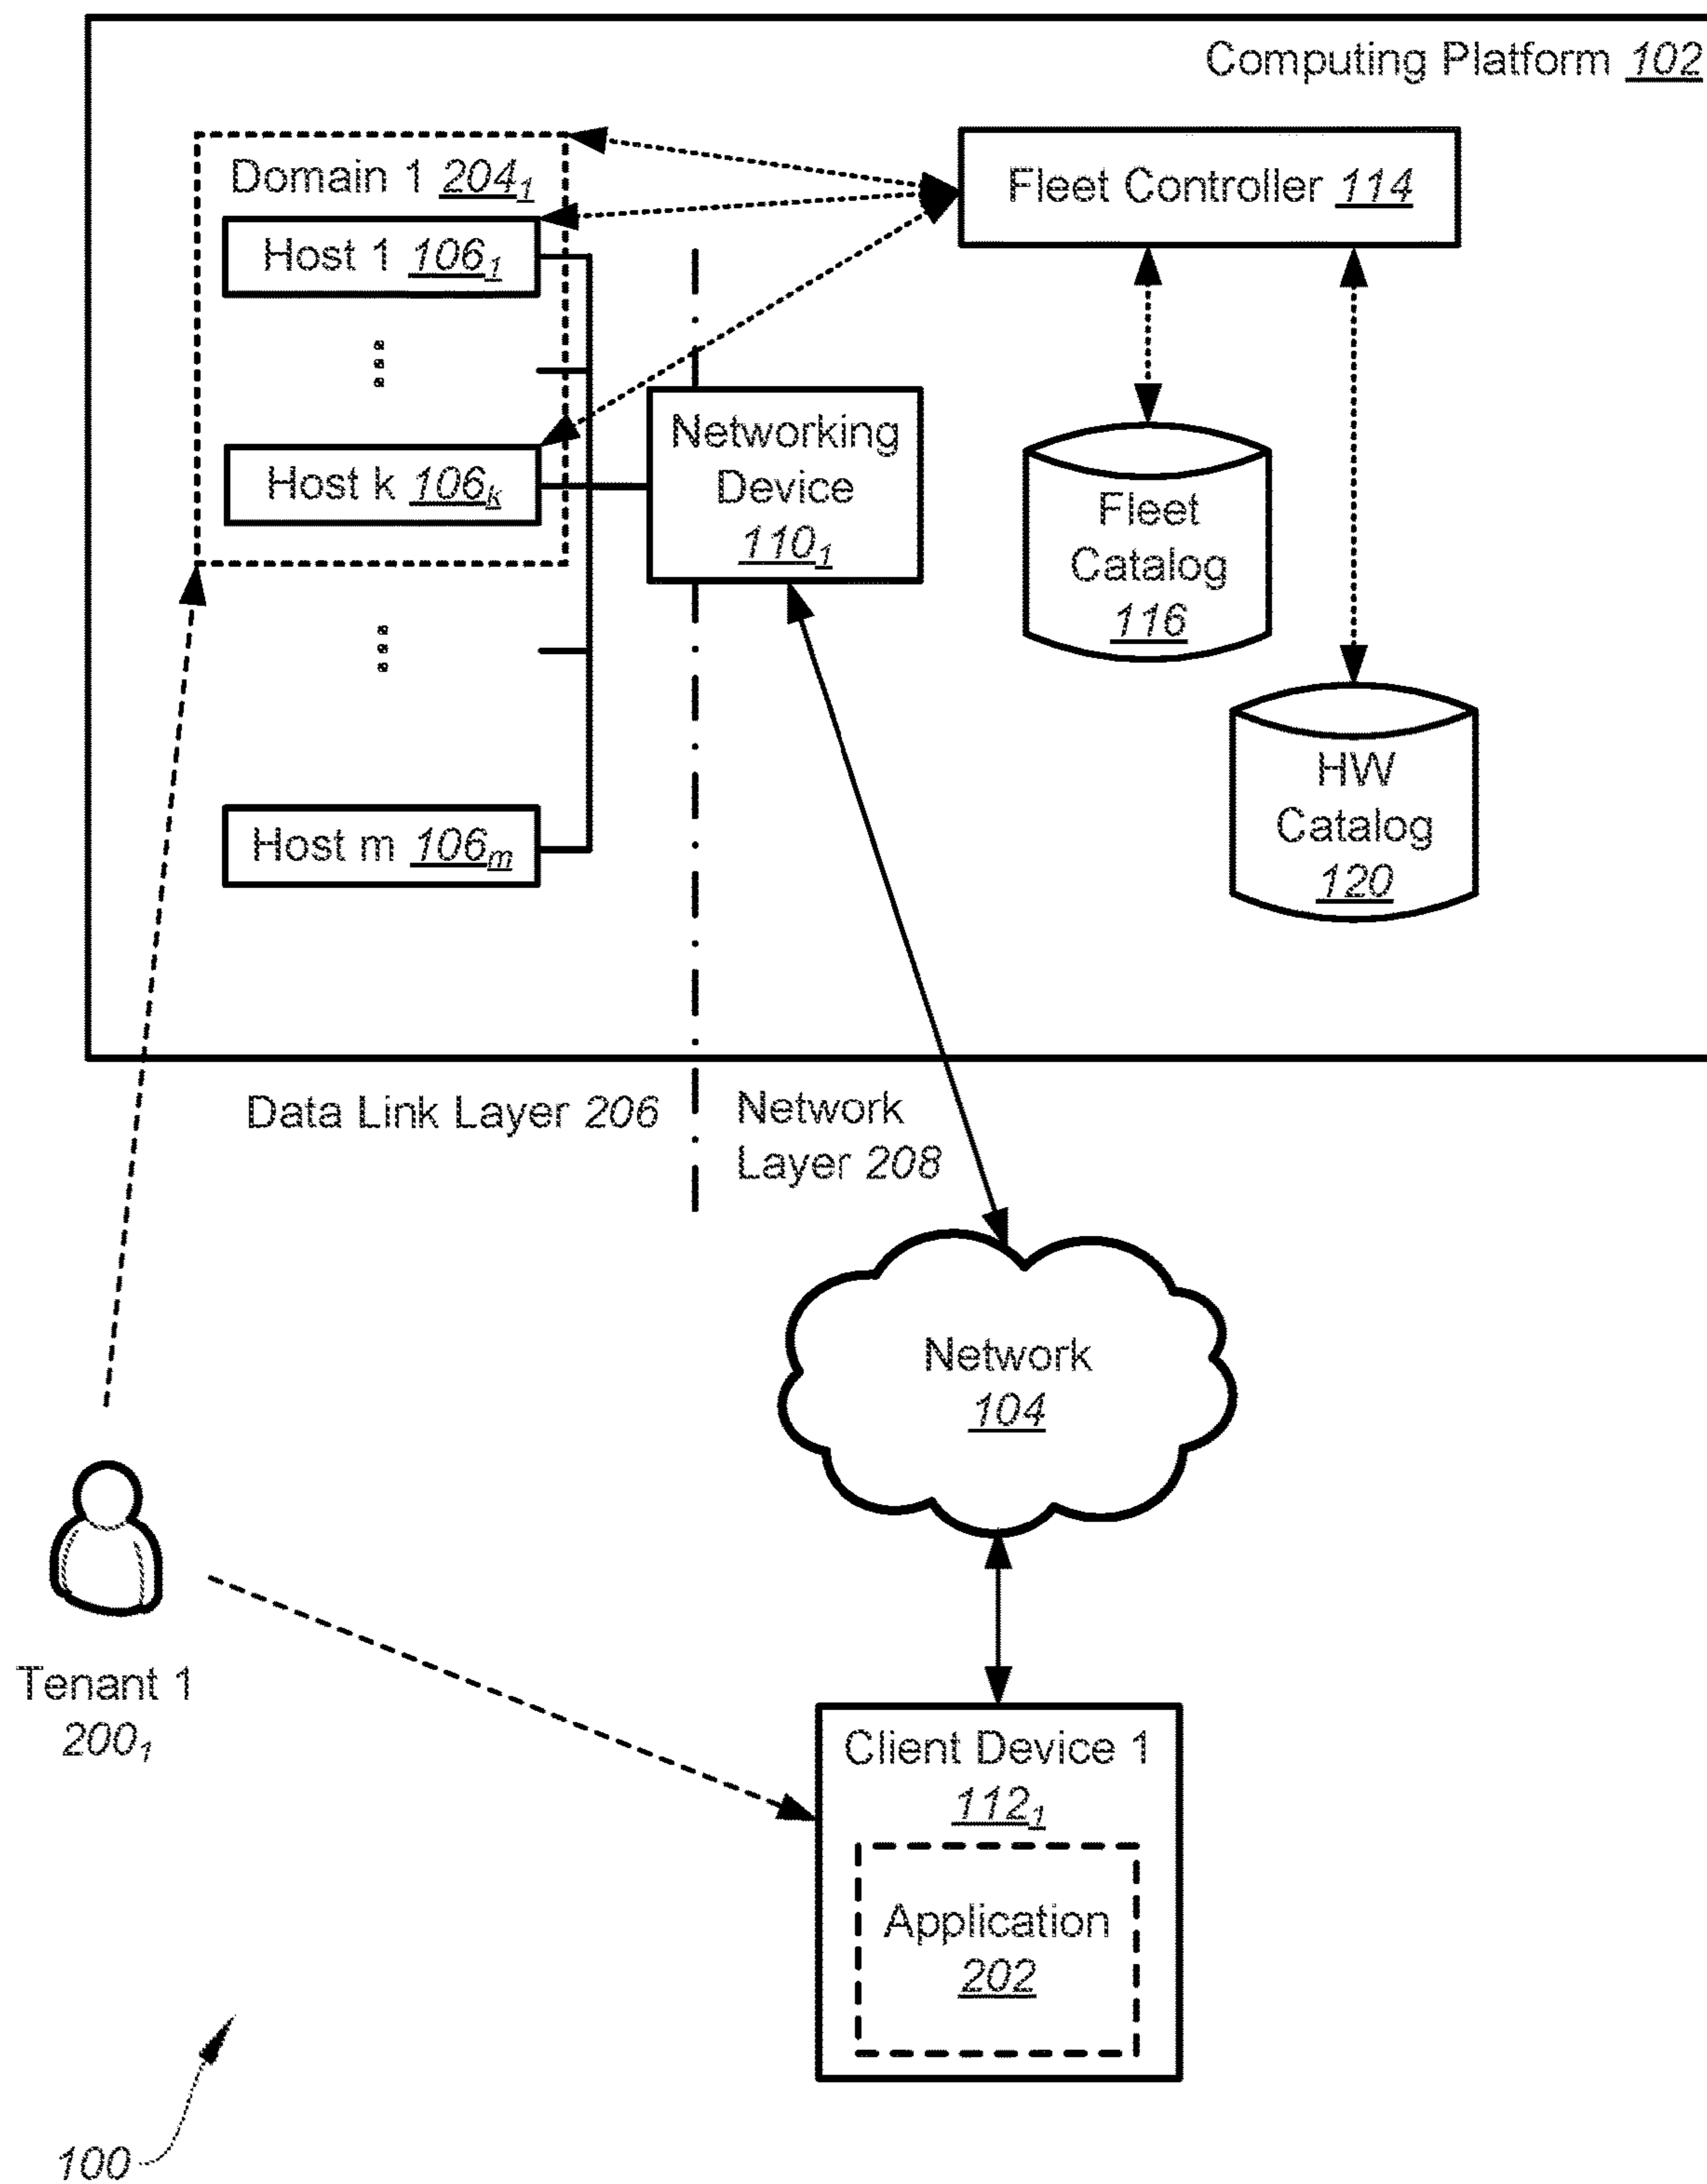 Computing Platform 102
Domain 1 204₁
Fleet Controller 114
Host 1 106₁
Host k 106ₖ
Networking
Device
110₁
Fleet
Catalog
116
HW
Catalog
120
Host m 106ₘ
Data Link Layer 206
Network
Layer 208
Network
104
Tenant 1
200₁
Client Device 1
112₁
Application
202
100